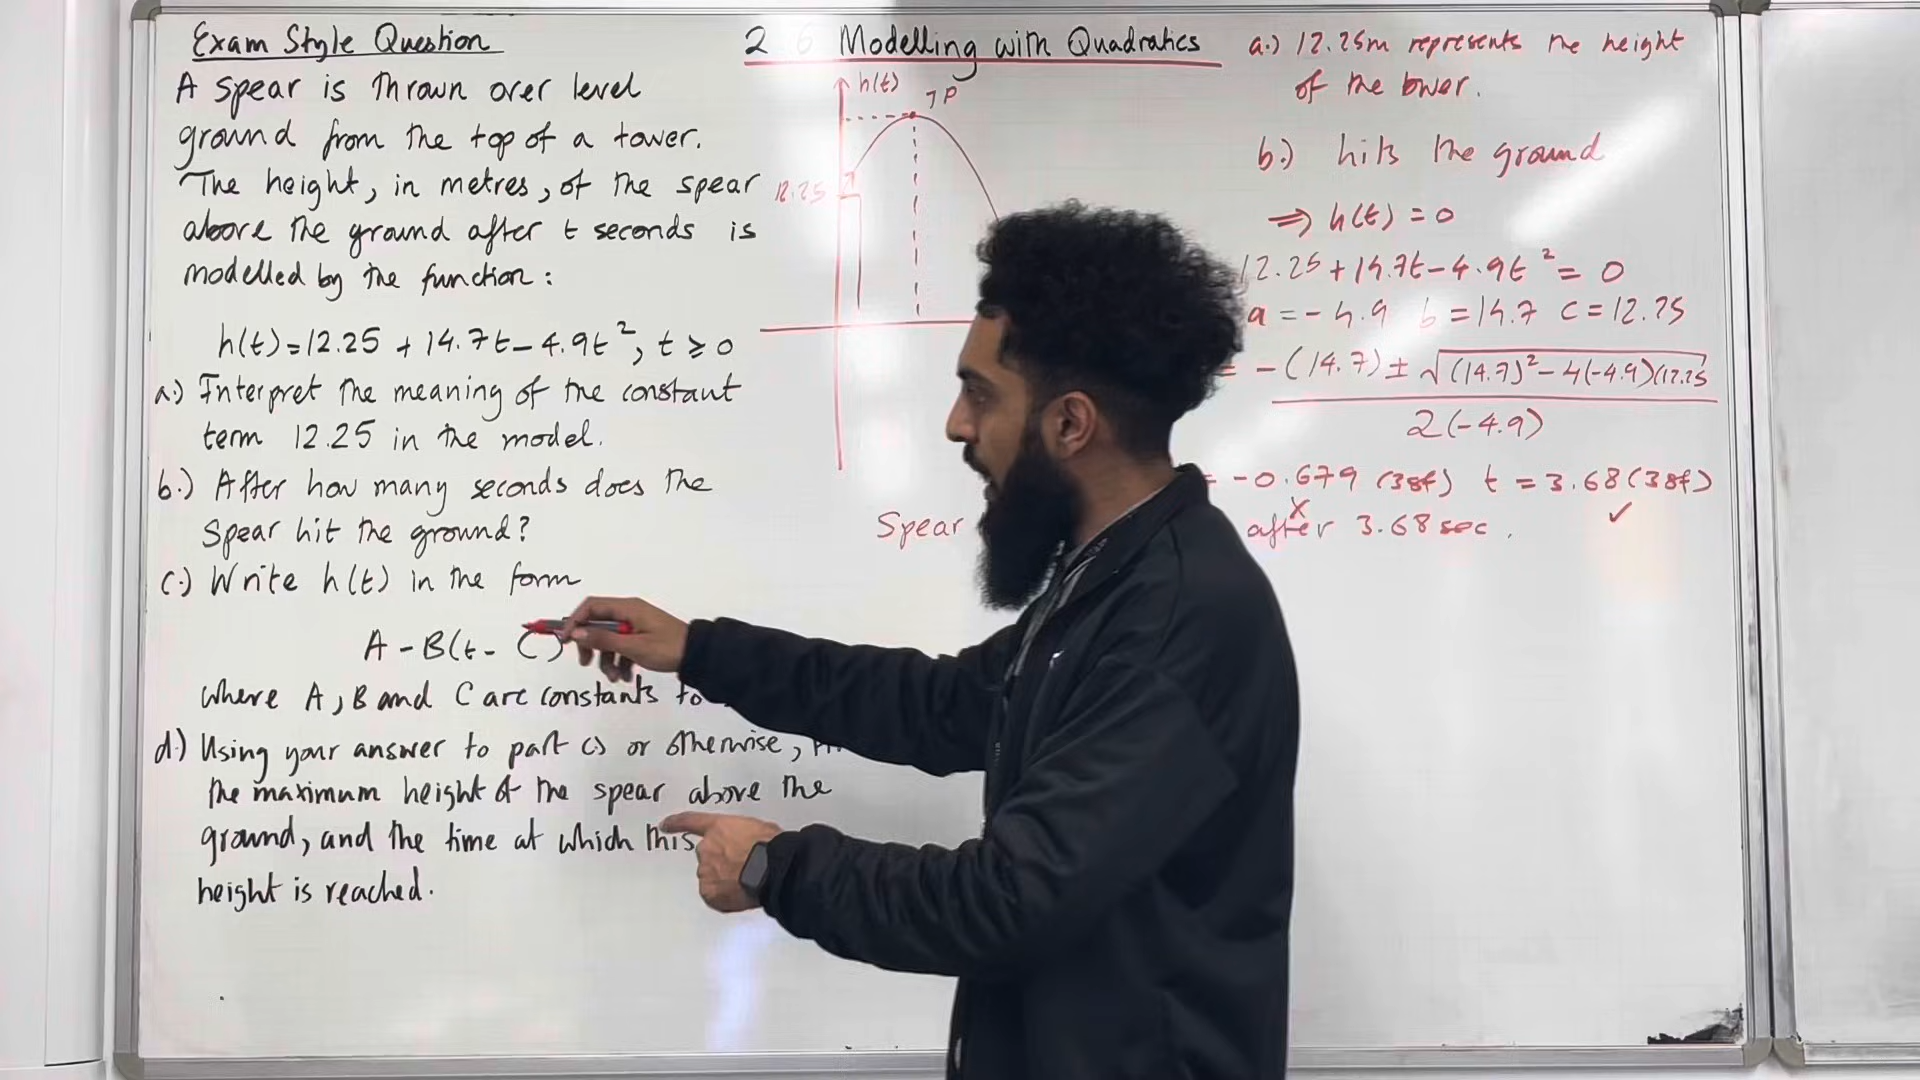 Exam Style Question
A spear is thrown over level
ground from the top of a tower.
The height, in metres, of the spear
above the ground after t seconds is
modelled by the function:
h(t)=12.25 + 14.7t - 4.9t², t ≥ 0
a.) Interpret the meaning of the constant
term 12.25 in the model.
b.) After how many seconds does the
Spear hit the ground?
c.) Write h(t) in the form
A - B(t - C)
where A, B and C are constants to
d.) Using your answer to part c) or otherwise,
the maximum height of the spear above the
ground, and the time at which this
height is reached.
2.6 Modelling with Quadratics
h(t)
TP
12.25
Spear
a.) 12.25m represents the height
of the tower.
b.) hits the ground
⇒ h(t) = 0
12.25 + 14.7t - 4.9t² = 0
a = -4.9 b = 14.7 c = 12.25
= -(14.7) ± √(14.7)² - 4(-4.9)(12.25
2(-4.9)
= -0.679 (3sf) t = 3.68 (3sf)
x ✓
after 3.68 sec.